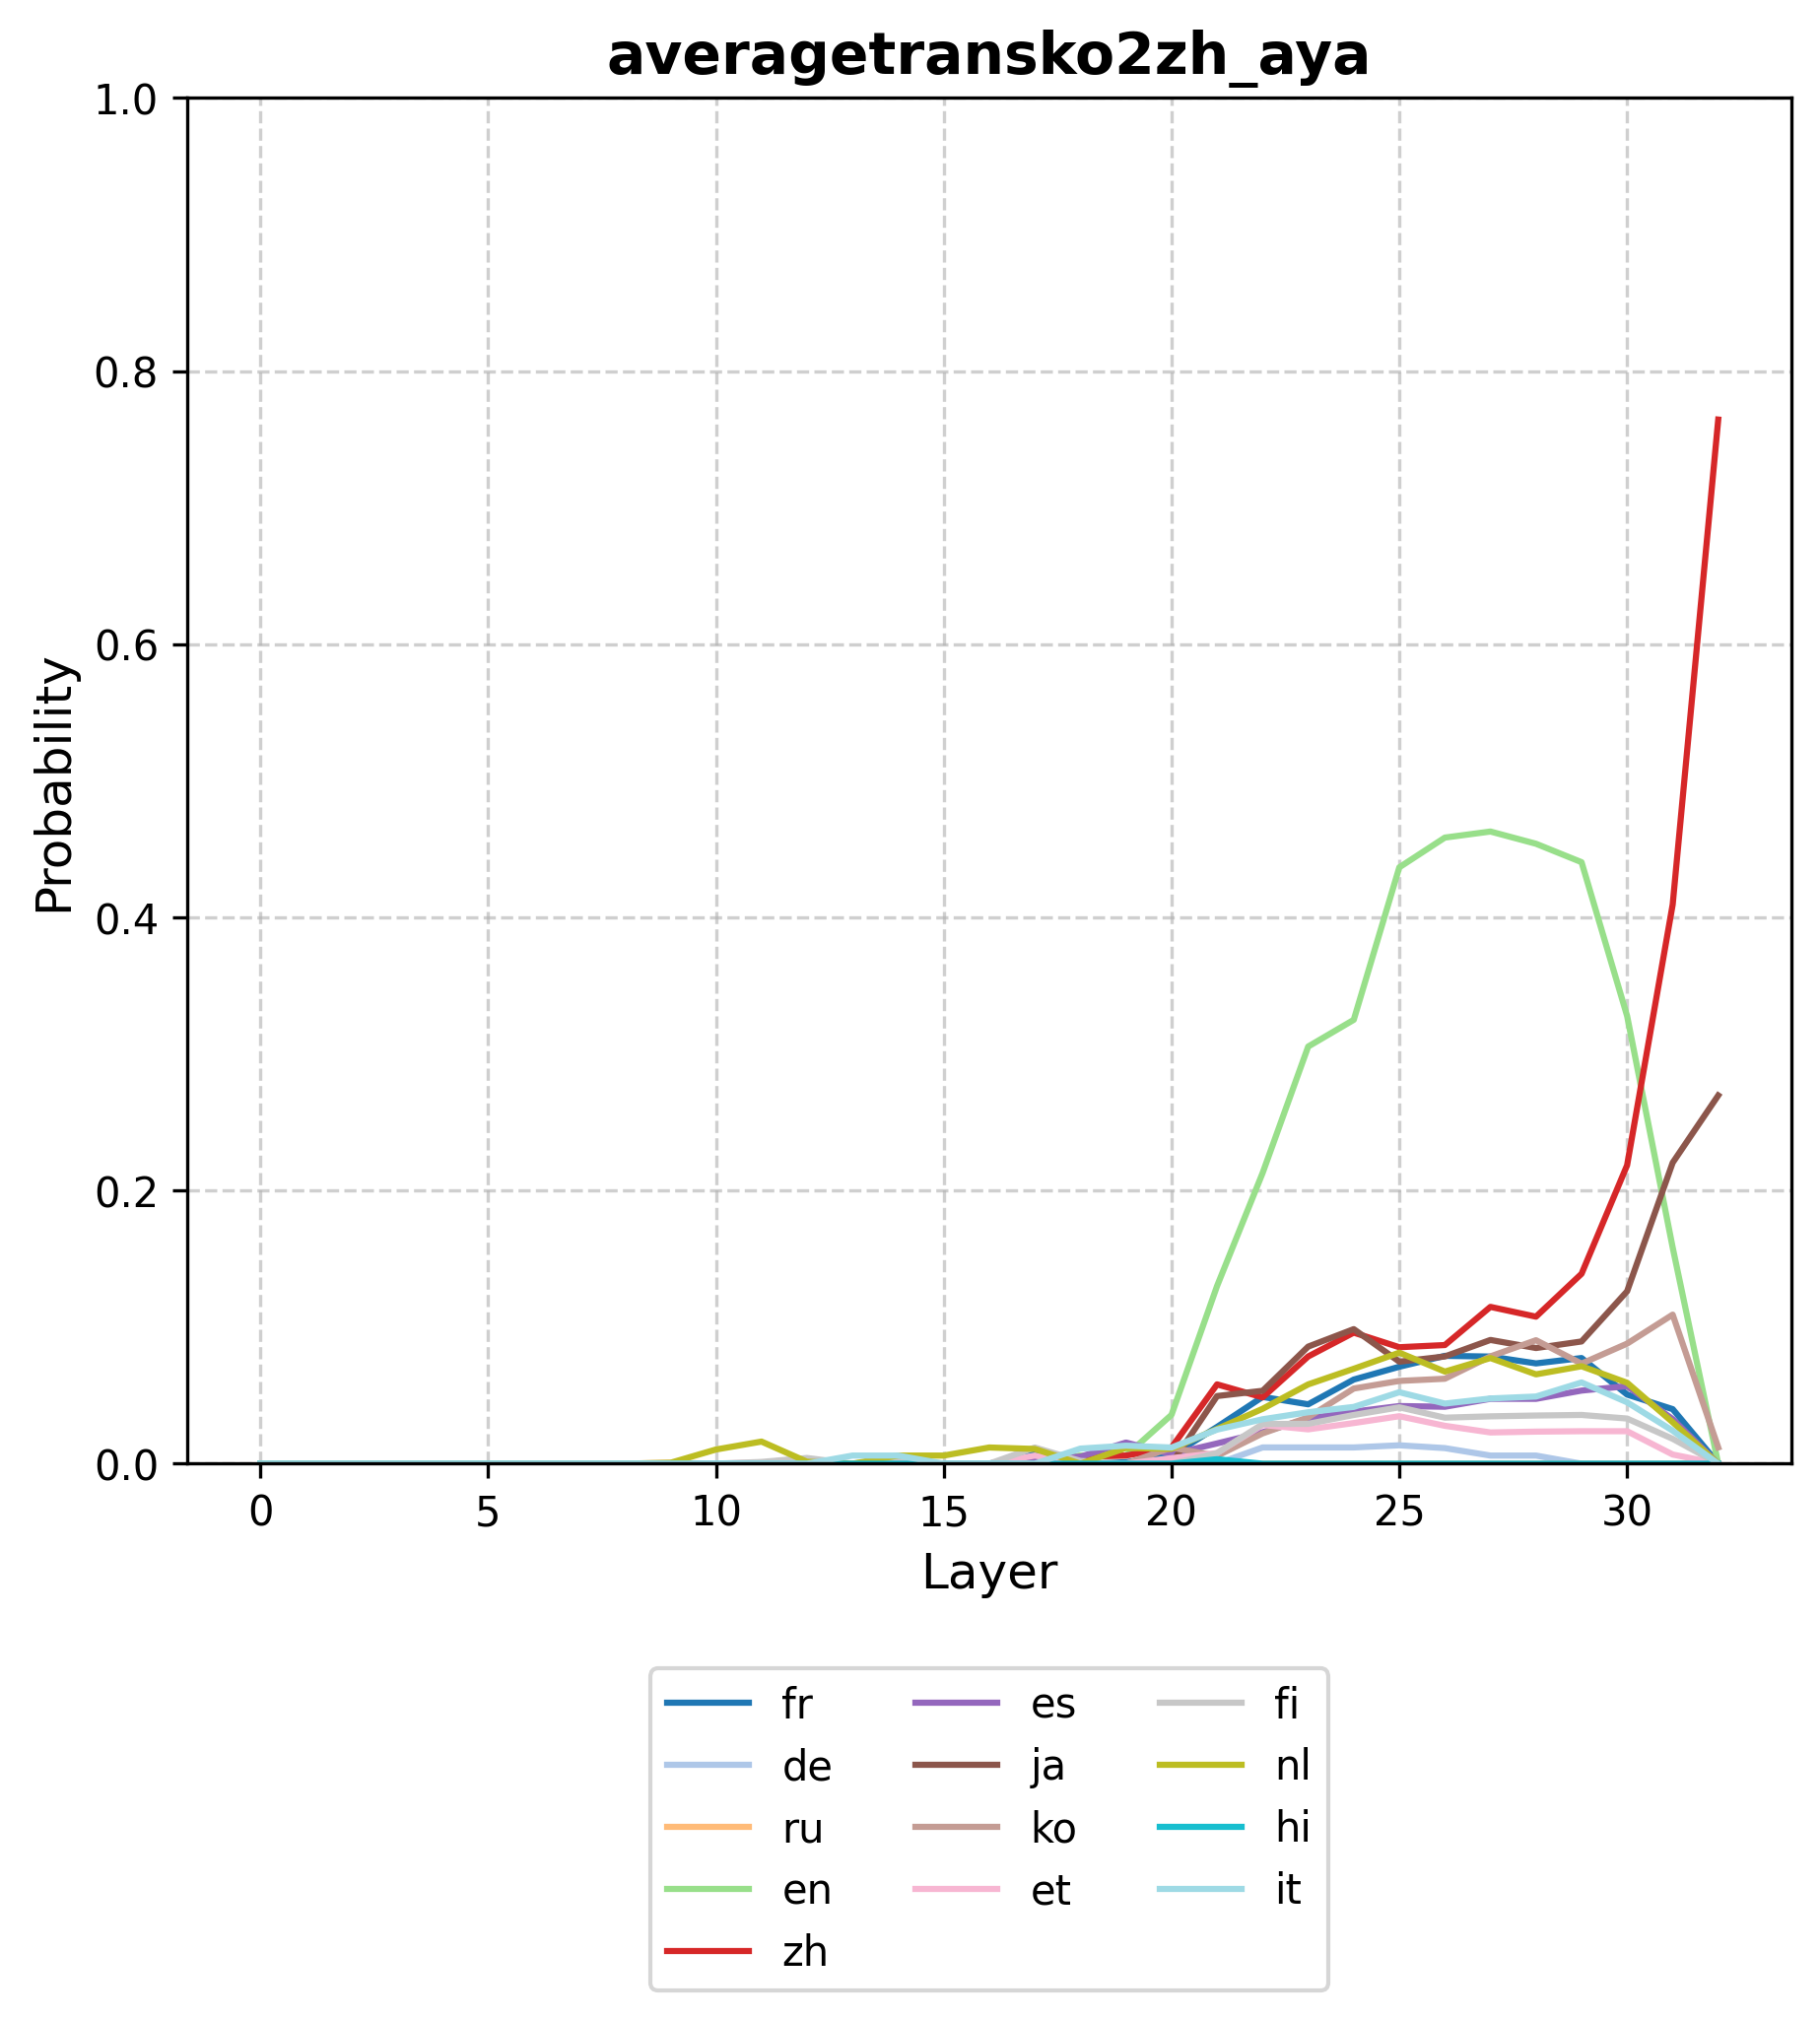 averagetransko2zh_aya
1.0
0.8
0.6
0.4
0.2
0.0
Probability
0 5 10 15 20 25 30
Layer
fr es fi
de ja nl
ru ko hi
en et it
zh